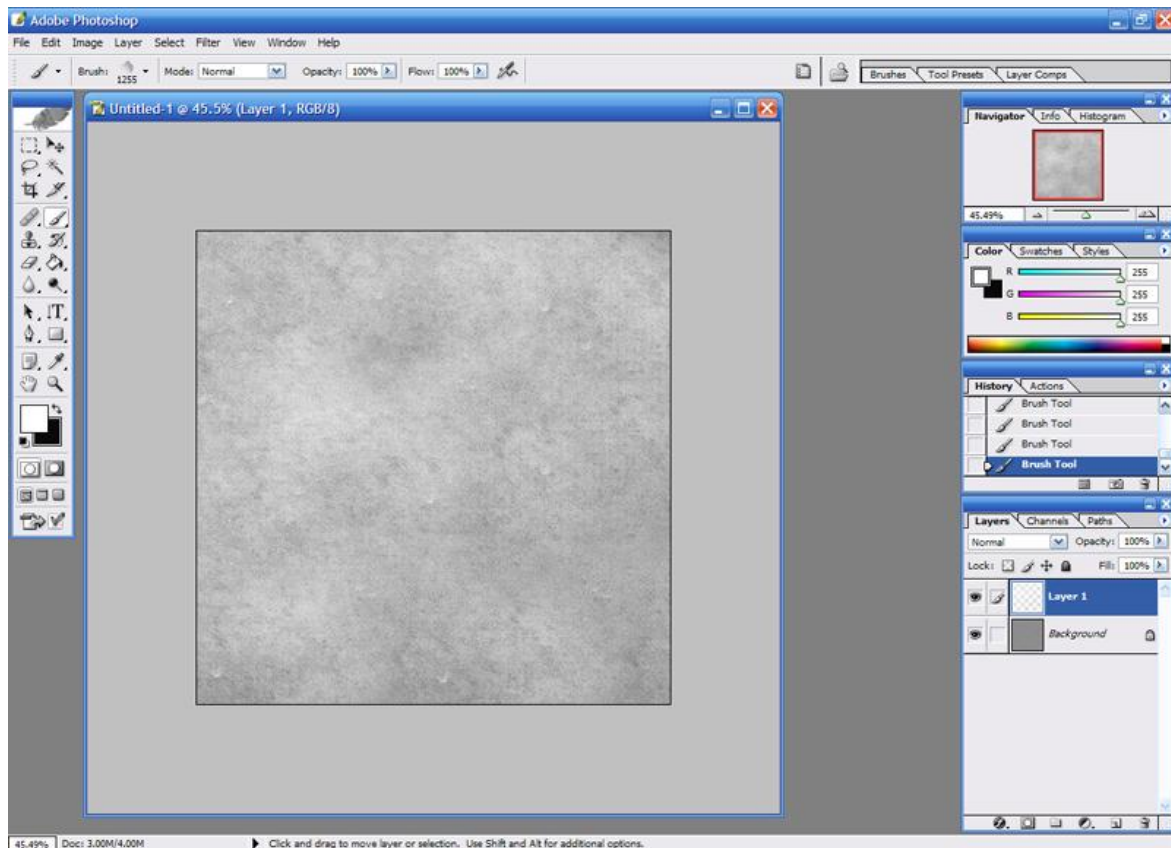 Adobe Photoshop
File Edit Image Layer Select Filter View Window Help
Brush: 1255 Mode: Normal Opacity: 100% Flow: 100% Brushes Tool Presets Layer Comps
Untitled-1 @ 45.5% (Layer 1, RGB/8)
Navigator Info Histogram
45.49%
Color Swatches Styles
R 255
G 255
B 255
History Actions
Brush Tool
Brush Tool
Brush Tool
Brush Tool
Layers Channels Paths
Normal Opacity: 100%
Lock: Fill: 100%
Layer 1
Background
45.49% Doc: 3.00M/4.00M Click and drag to move layer or selection. Use Shift and Alt for additional options.